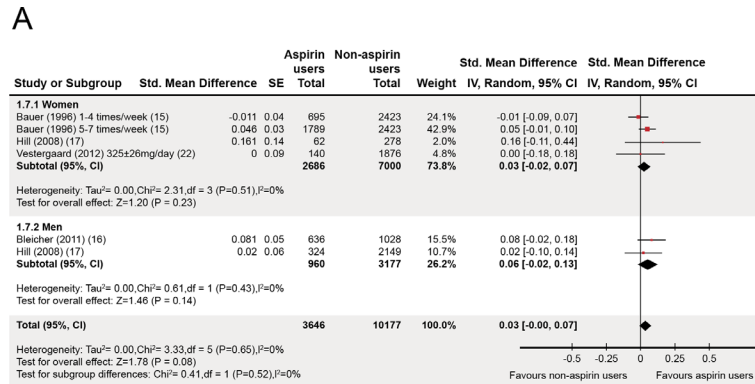 A
Aspirin Non-aspirin
users users
Std. Mean Difference Std. Mean Difference
Study or Subgroup Std. Mean Difference SE Total Total Weight IV, Random, 95% CI IV, Random, 95% CI
1.7.1 Women
Bauer (1996) 1-4 times/week (15) -0.011 0.04 695 2423 24.1% -0.01 [-0.09, 0.07]
Bauer (1996) 5-7 times/week (15) 0.046 0.03 1789 2423 42.9% 0.05 [-0.01, 0.10]
Hill (2008) (17) 0.161 0.14 62 278 2.0% 0.16 [-0.11, 0.44]
Vestergaard (2012) 325±26mg/day (22) 0 0.09 140 1876 4.8% 0.00 [-0.18, 0.18]
Subtotal (95%, CI) 2686 7000 73.8% 0.03 [-0.02, 0.07]
Heterogeneity: Tau²= 0.00,Chi²= 2.31,df = 3 (P=0.51),I²=0%
Test for overall effect: Z=1.20 (P = 0.23)
1.7.2 Men
Bleicher (2011) (16) 0.081 0.05 636 1028 15.5% 0.08 [-0.02, 0.18]
Hill (2008) (17) 0.02 0.06 324 2149 10.7% 0.02 [-0.10, 0.14]
Subtotal (95%, CI) 960 3177 26.2% 0.06 [-0.02, 0.13]
Heterogeneity: Tau²= 0.00,Chi²= 0.61,df = 1 (P=0.43),I²=0%
Test for overall effect: Z=1.46 (P = 0.14)
Total (95%, CI) 3646 10177 100.0% 0.03 [-0.00, 0.07]
Heterogeneity: Tau²= 0.00,Chi²= 3.33,df = 5 (P=0.65),I²=0%
Test for overall effect: Z=1.78 (P = 0.08)
Test for subgroup differences: Chi²= 0.41,df = 1 (P=0.52),I²=0%
-0.5 -0.25 0 0.25 0.5
Favours non-aspirin users Favours aspirin users